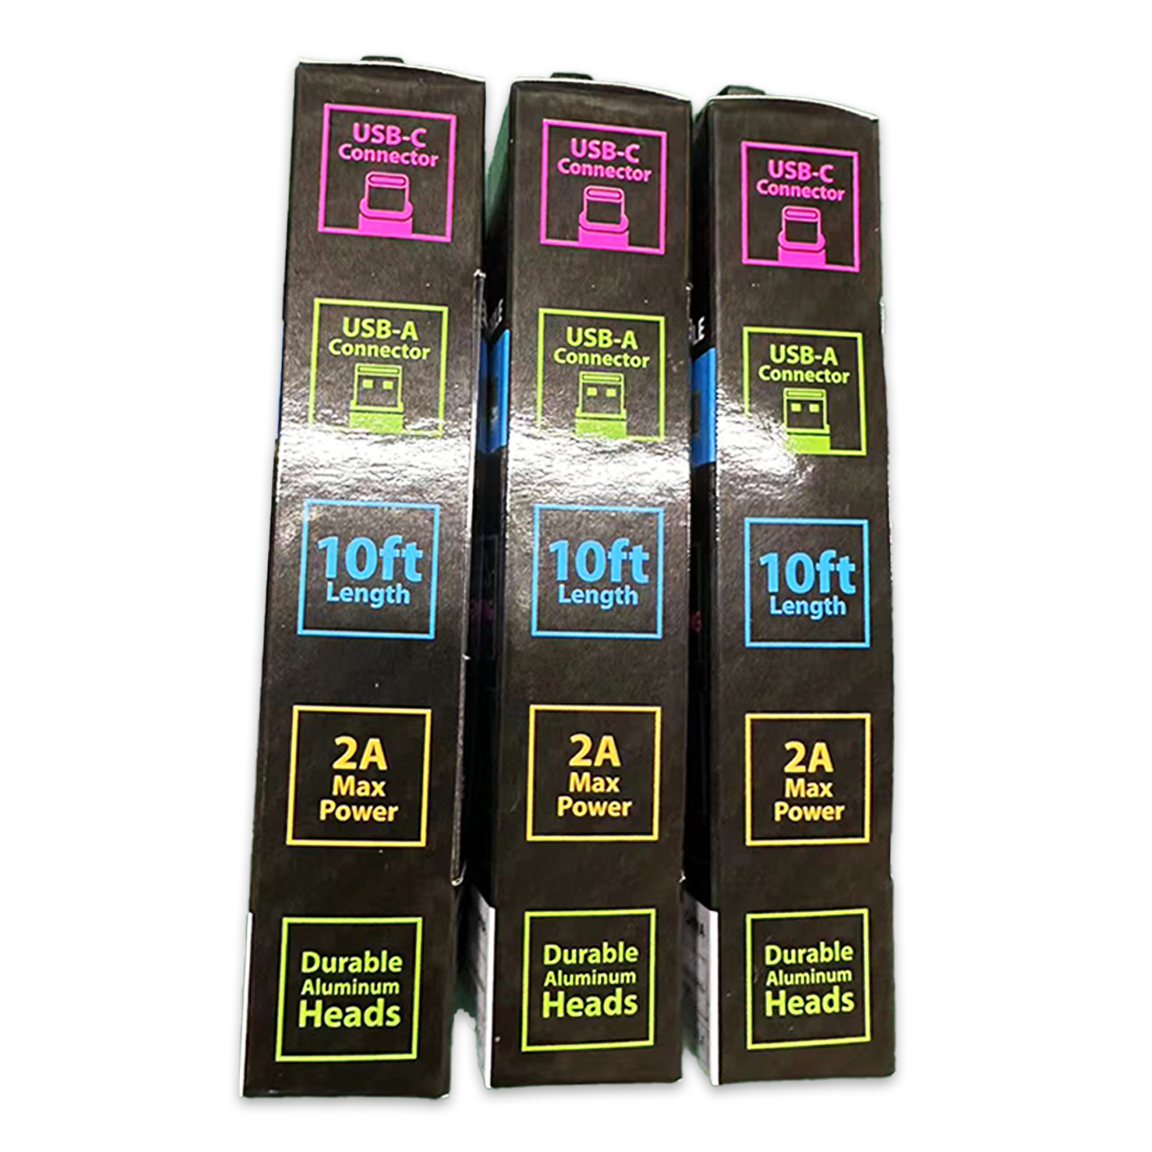 USB-C
Connector
USB-A
Connector
10ft
Length
2A
Max
Power
Durable
Aluminum
Heads
USB-C
Connector
USB-A
Connector
10ft
Length
2A
Max
Power
Durable
Aluminum
Heads
USB-C
Connector
USB-A
Connector
10ft
Length
2A
Max
Power
Durable
Aluminum
Heads